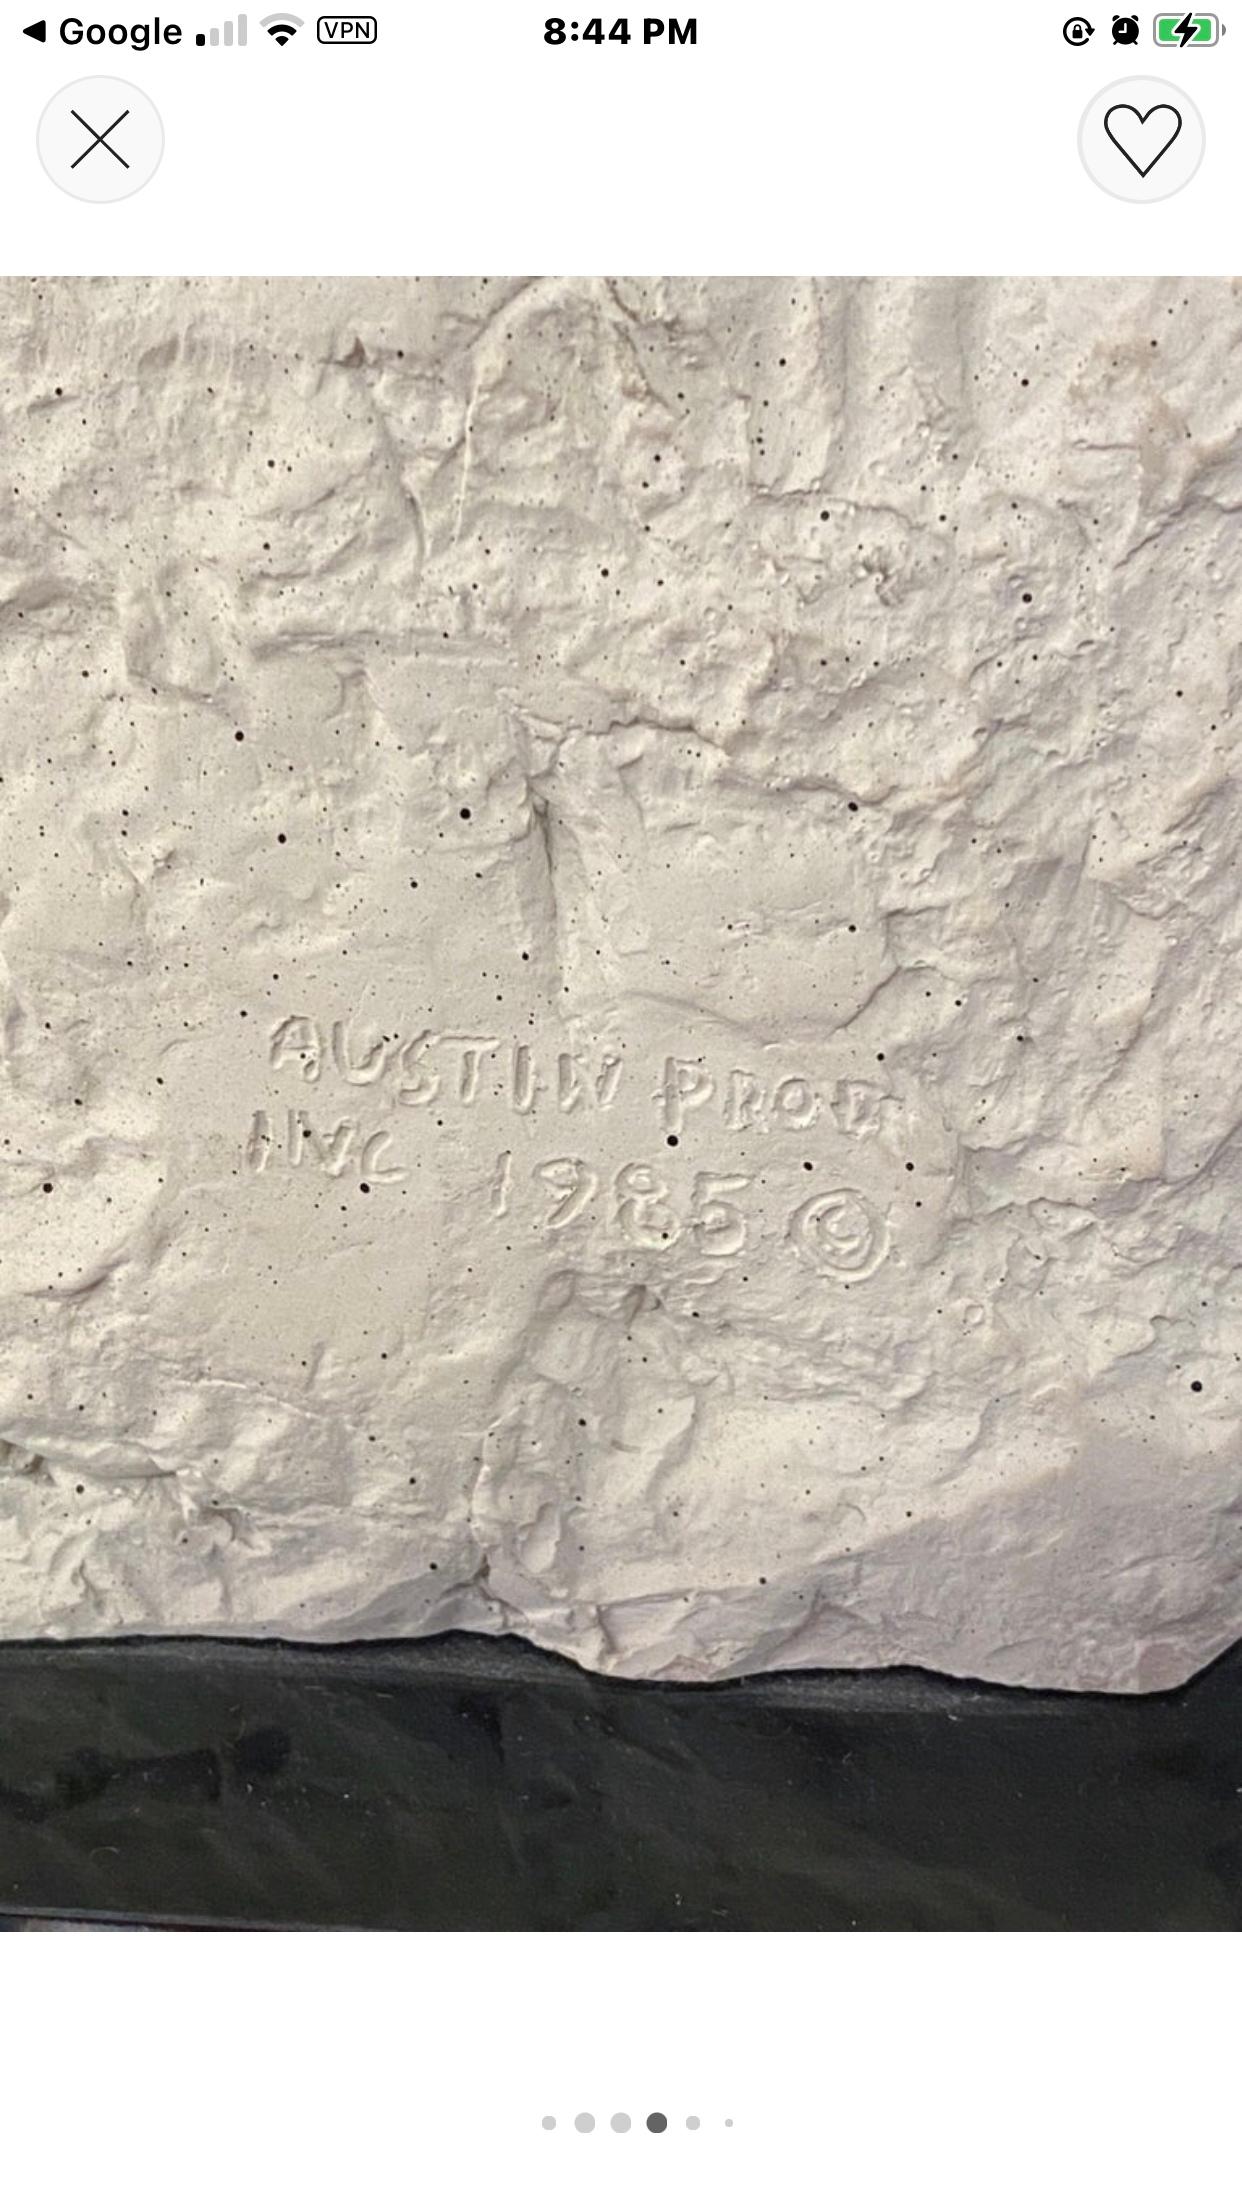 Google VPN 8:44 PM
AUSTIN PROD
INC 1985 ©